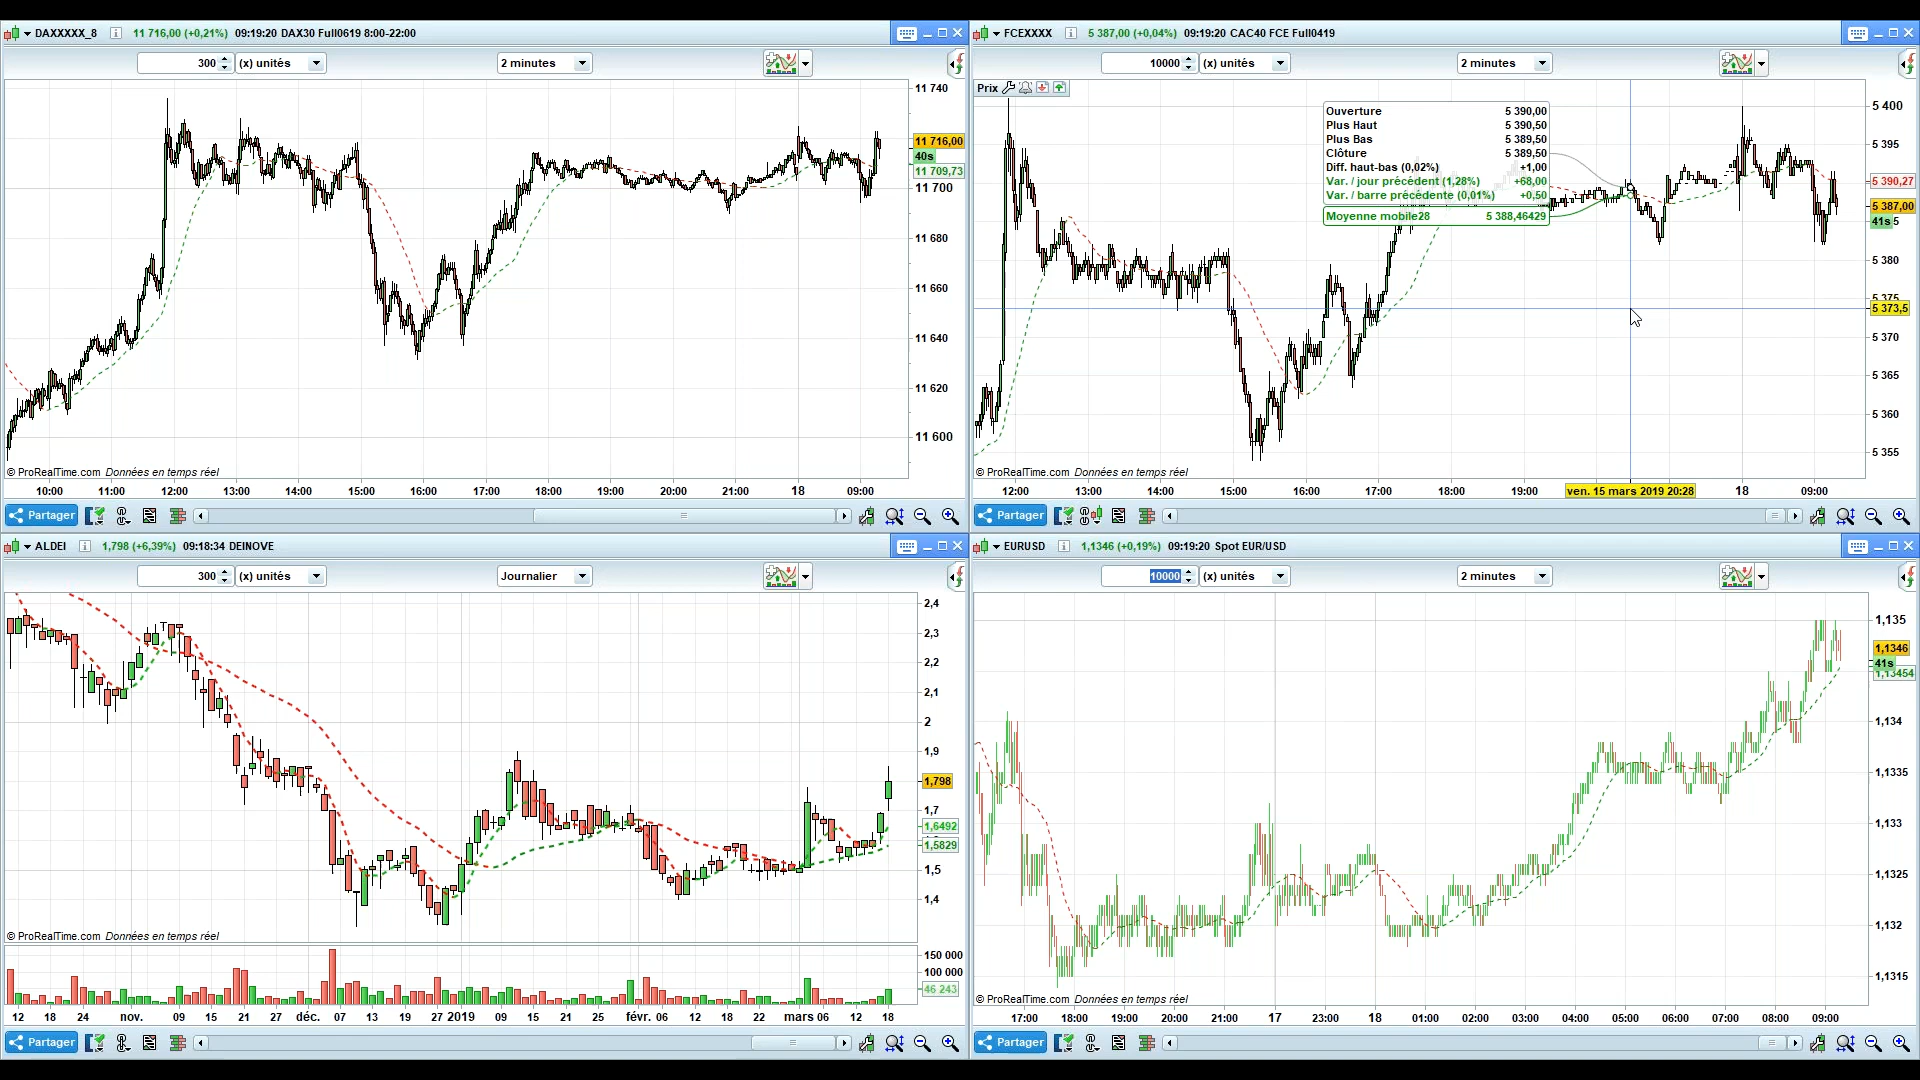 DAXXXXX_8 11 716,00 (+0,21%) 09:19:20 DAX30 Full0619 8:00-22:00
300 (x) unités 2 minutes
11 740
11 716,00
40s
11 709,73
11 700
11 680
11 660
11 640
11 620
11 600
© ProRealTime.com Données en temps réel
10:00 11:00 12:00 13:00 14:00 15:00 16:00 17:00 18:00 19:00 20:00 21:00 18 09:00
Partager
FCEXXXX 5 387,00 (+0,04%) 09:19:20 CAC40 FCE Full0419
10000 (x) unités 2 minutes
Prix
Ouverture 5 390,00
Plus Haut 5 390,50
Plus Bas 5 389,50
Clôture 5 389,50
Diff. haut-bas (0,02%) +1,00
Var. / jour précédent (1,28%) +68,00
Var. / barre précédente (0,01%) +0,50
Moyenne mobile28 5 388,46429
5 400
5 395
5 390,27
5 387,00
41s
5 380
5 375
5 373,5
5 370
5 365
5 360
5 355
© ProRealTime.com Données en temps réel
12:00 13:00 14:00 15:00 16:00 17:00 18:00 19:00 ven. 15 mars 2019 20:28 18 09:00
Partager
ALDEI 1,798 (+6,39%) 09:18:34 DEINOVE
300 (x) unités Journalier
2,4
2,3
2,2
2,1
2
1,9
1,798
1,7
1,6492
1,5829
1,5
1,4
© ProRealTime.com Données en temps réel
150 000
100 000
46 243
12 18 24 nov. 09 15 21 27 déc. 07 13 19 27 2019 09 15 21 25 févr. 06 12 18 22 mars 06 12 18
Partager
EURUSD 1,1346 (+0,19%) 09:19:20 Spot EUR/USD
10000 (x) unités 2 minutes
1,135
1,1346
41s
1,13454
1,134
1,1335
1,133
1,1325
1,132
1,1315
© ProRealTime.com Données en temps réel
17:00 18:00 19:00 20:00 21:00 17 23:00 18 01:00 02:00 03:00 04:00 05:00 06:00 07:00 08:00 09:00
Partager